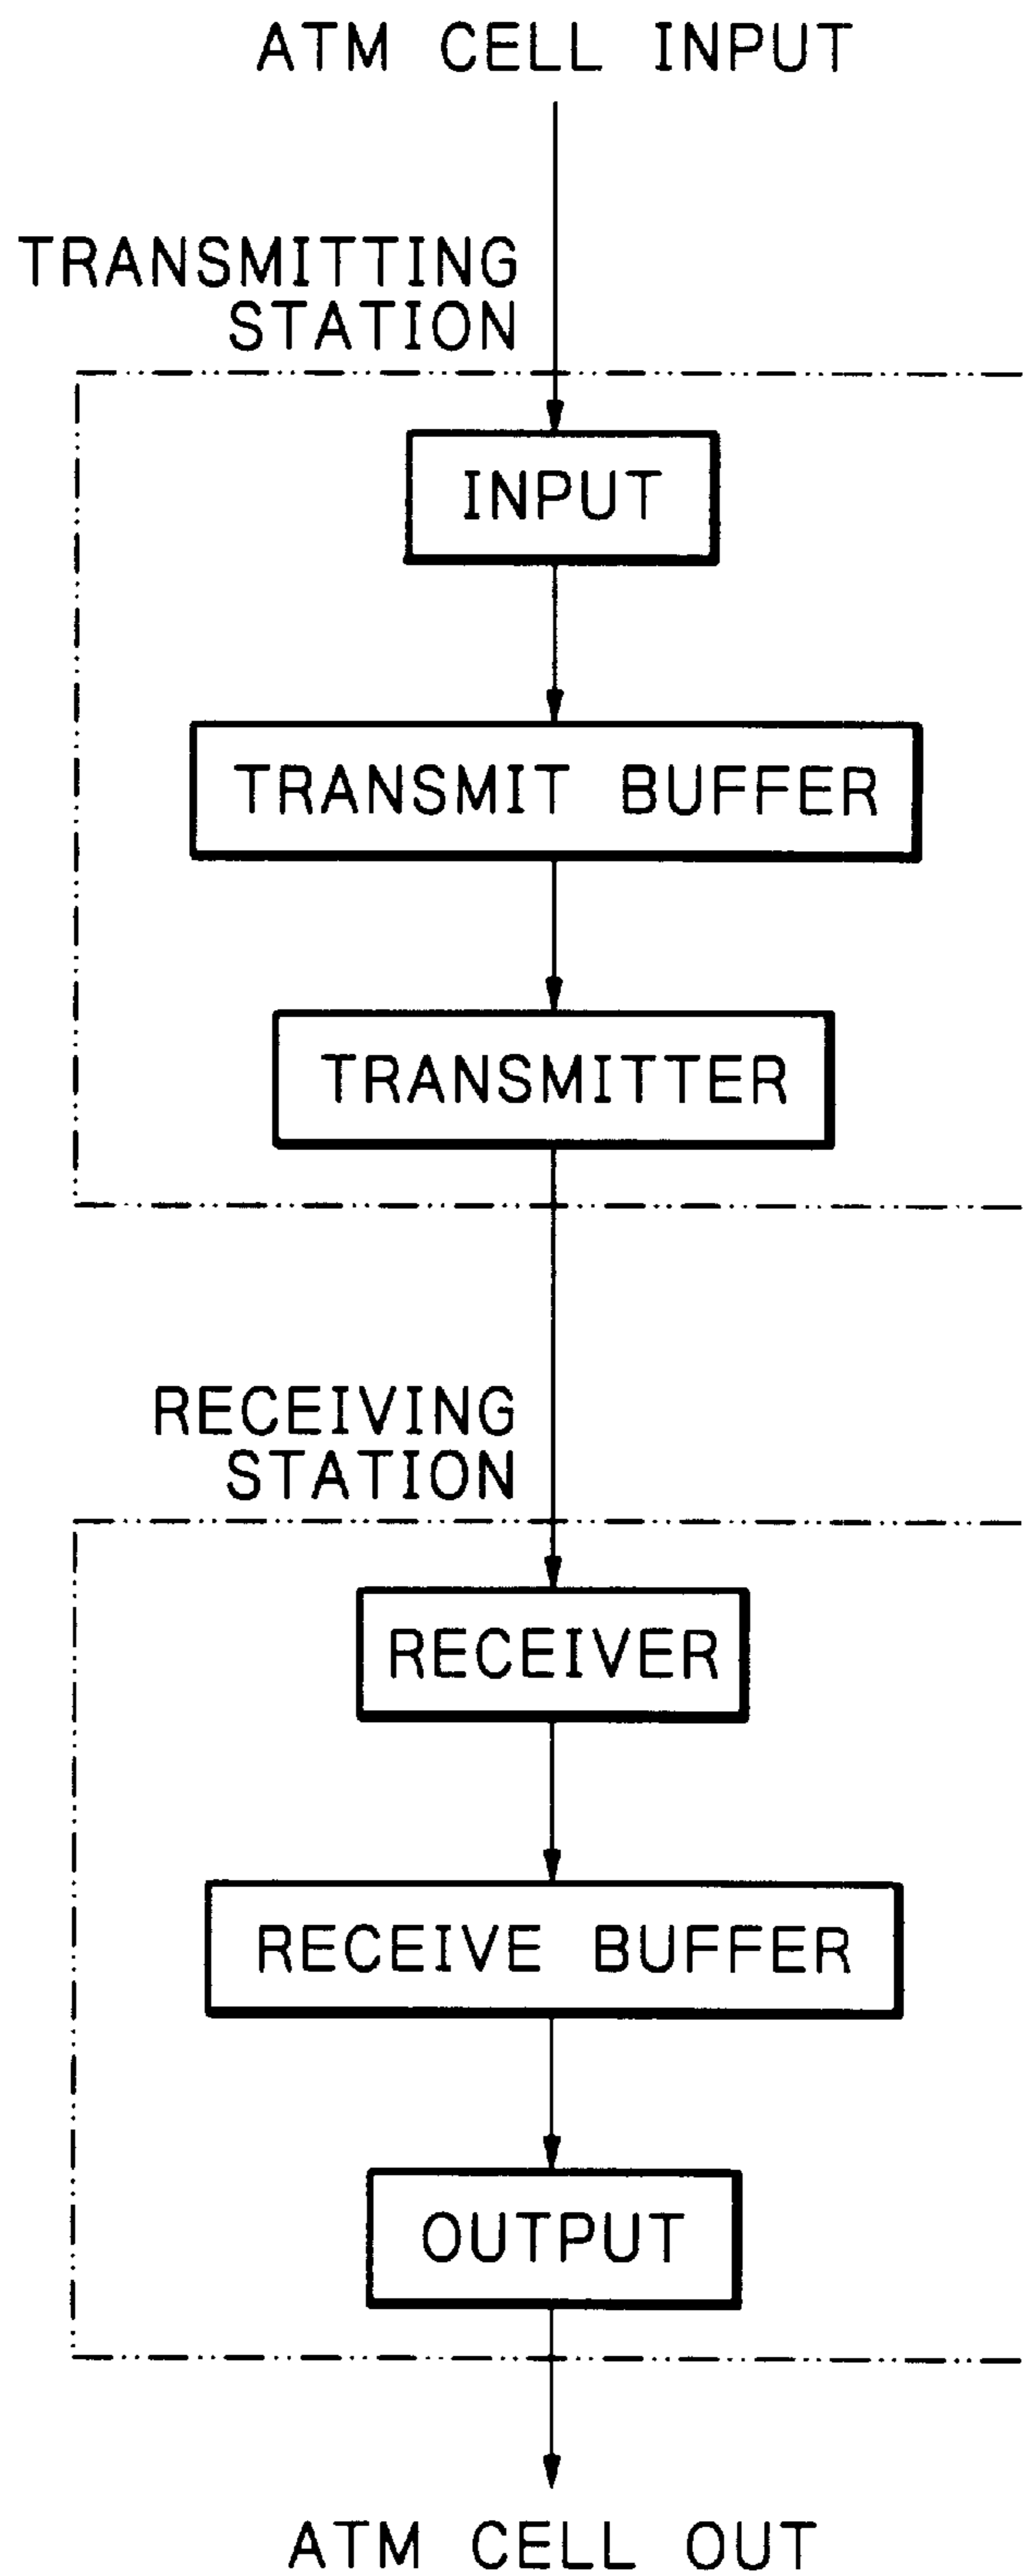 ATM CELL INPUT
TRANSMITTING
STATION
INPUT
TRANSMIT BUFFER
TRANSMITTER
RECEIVING
STATION
RECEIVER
RECEIVE BUFFER
OUTPUT
ATM CELL OUT